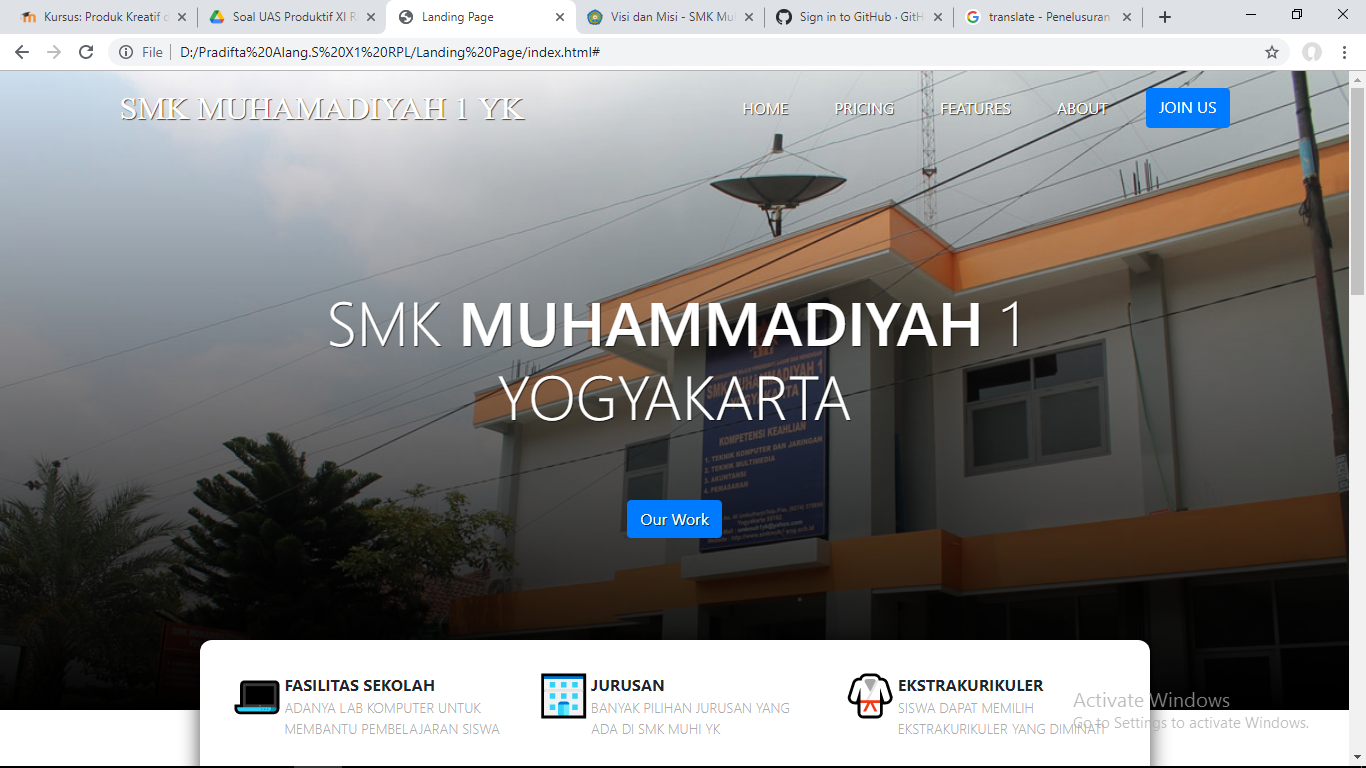 Kursus: Produk Kreatif d
Soal UAS Produktif XI R
Landing Page
Visi dan Misi - SMK Mu
Sign in to GitHub · GitH
translate - Penelusuran
File
D:/Pradifta%20Alang.S%20X1%20RPL/Landing%20Page/index.html#
SMK MUHAMADIYAH 1 YK
HOME
PRICING
FEATURES
ABOUT
JOIN US
SMK MUHAMMADIYAH 1
YOGYAKARTA
SMK MUHAMMADIYAH 1
YOGYAKARTA
KOMPETENSI KEAHLIAN
1. TEKNIK KOMPUTER DAN JARINGAN
2. TEKNIK MULTIMEDIA
3. AKUNTANSI
4. PEMASARAN
Our Work
FASILITAS SEKOLAH
ADANYA LAB KOMPUTER UNTUK
MEMBANTU PEMBELAJARAN SISWA
JURUSAN
BANYAK PILIHAN JURUSAN YANG
ADA DI SMK MUHI YK
EKSTRAKURIKULER
SISWA DAPAT MEMILIH
EKSTRAKURIKULER YANG DIMINATI
Activate Windows
Go to Settings to activate Windows.